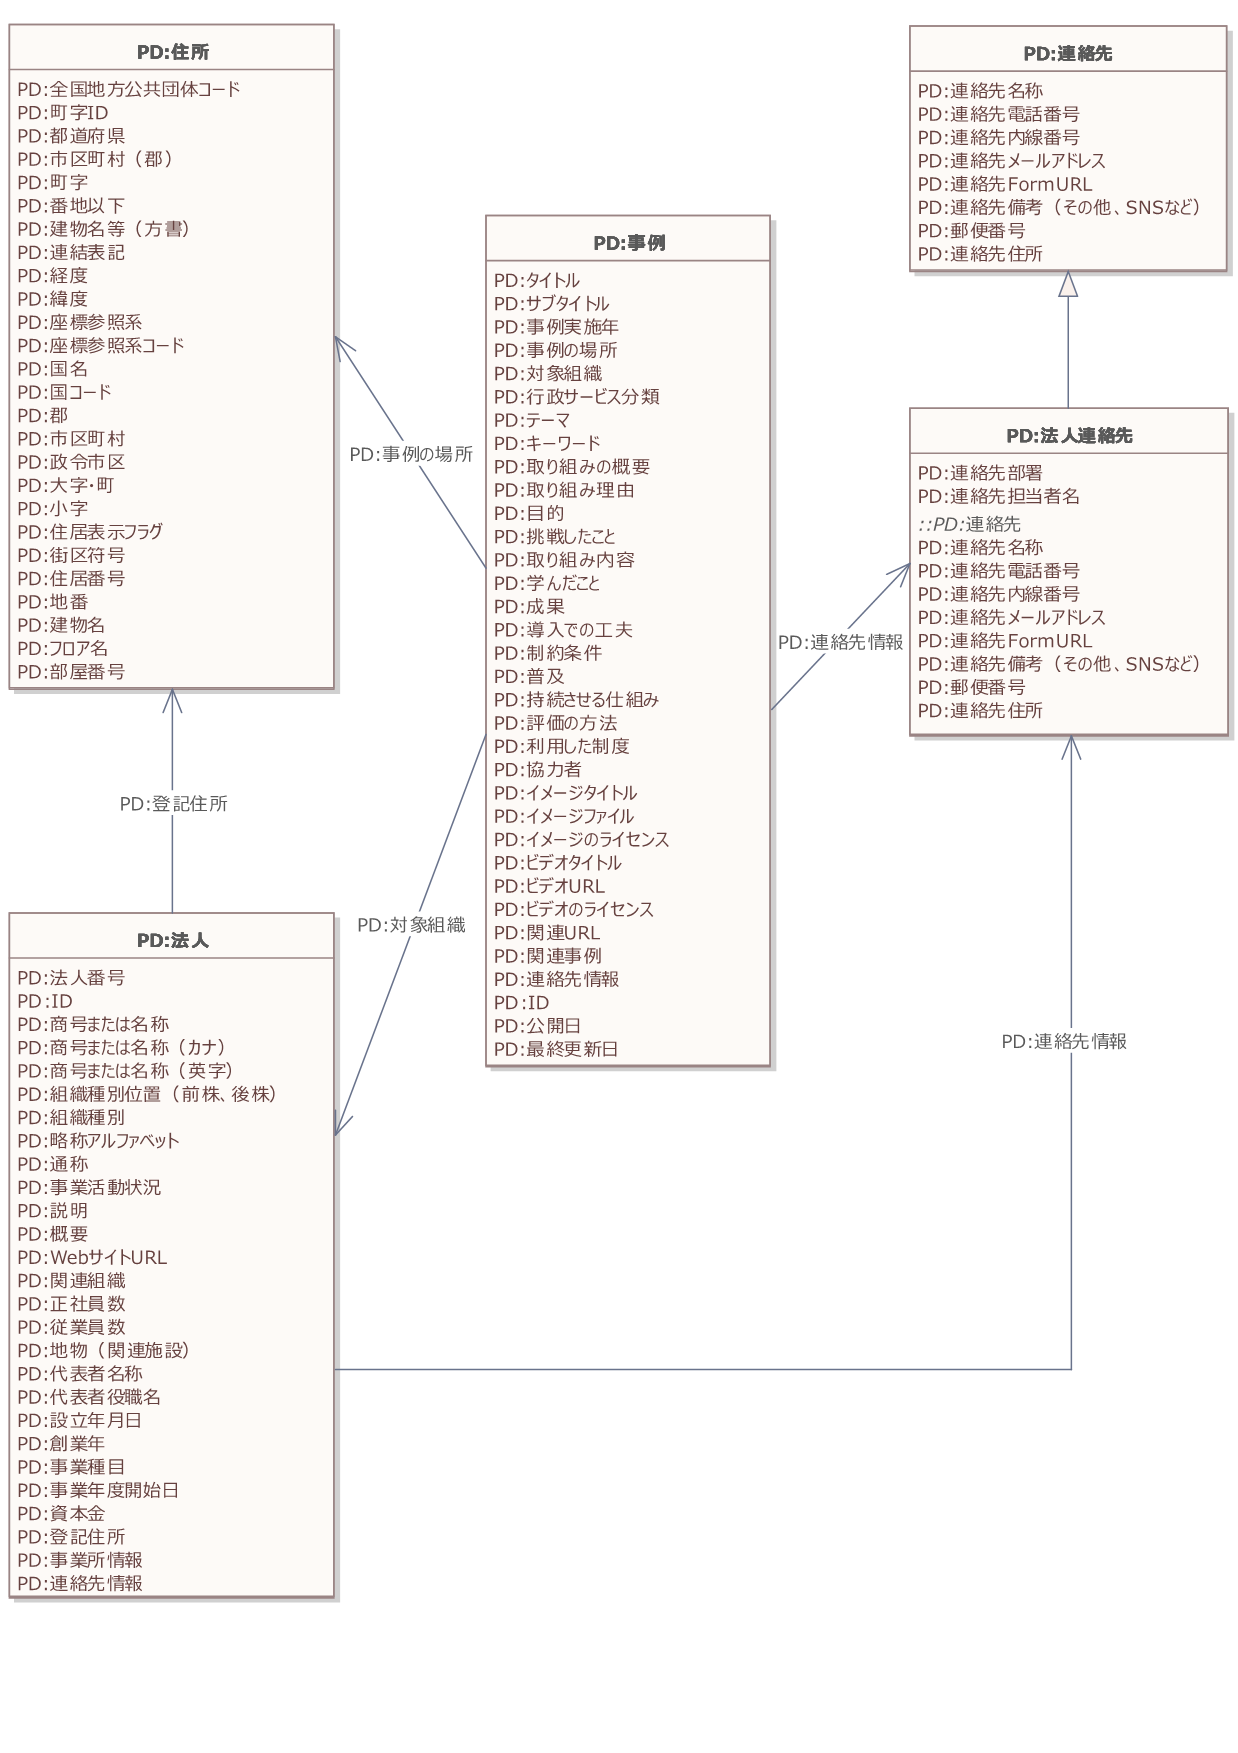 PD:住所
PD:全国地方公共団体コード
PD:町字ID
PD:都道府県
PD:市区町村（郡）
PD:町字
PD:番地以下
PD:建物名等（方書）
PD:連結表記
PD:経度
PD:緯度
PD:座標参照系
PD:座標参照系コード
PD:国名
PD:国コード
PD:郡
PD:市区町村
PD:政令市区
PD:大字・町
PD:小字
PD:住居表示フラグ
PD:街区符号
PD:住居番号
PD:地番
PD:建物名
PD:フロア名
PD:部屋番号
PD:登記住所
PD:法人
PD:法人番号
PD:ID
PD:商号または名称
PD:商号または名称（カナ）
PD:商号または名称（英字）
PD:組織種別位置（前株、後株）
PD:組織種別
PD:略称アルファベット
PD:通称
PD:事業活動状況
PD:説明
PD:概要
PD:WebサイトURL
PD:関連組織
PD:正社員数
PD:従業員数
PD:地物（関連施設）
PD:代表者名称
PD:代表者役職名
PD:設立年月日
PD:創業年
PD:事業種目
PD:事業年度開始日
PD:資本金
PD:登記住所
PD:事業所情報
PD:連絡先情報
PD:事例の場所
PD:対象組織
PD:事例
PD:タイトル
PD:サブタイトル
PD:事例実施年
PD:事例の場所
PD:対象組織
PD:行政サービス分類
PD:テーマ
PD:キーワード
PD:取り組みの概要
PD:取り組み理由
PD:目的
PD:挑戦したこと
PD:取り組み内容
PD:学んだこと
PD:成果
PD:導入での工夫
PD:制約条件
PD:普及
PD:持続させる仕組み
PD:評価の方法
PD:利用した制度
PD:協力者
PD:イメージタイトル
PD:イメージファイル
PD:イメージのライセンス
PD:ビデオタイトル
PD:ビデオURL
PD:ビデオのライセンス
PD:関連URL
PD:関連事例
PD:連絡先情報
PD:ID
PD:公開日
PD:最終更新日
PD:連絡先情報
PD:連絡先
PD:連絡先名称
PD:連絡先電話番号
PD:連絡先内線番号
PD:連絡先メールアドレス
PD:連絡先FormURL
PD:連絡先備考（その他、SNSなど）
PD:郵便番号
PD:連絡先住所
PD:法人連絡先
PD:連絡先部署
PD:連絡先担当者名
::PD:連絡先
PD:連絡先名称
PD:連絡先電話番号
PD:連絡先内線番号
PD:連絡先メールアドレス
PD:連絡先FormURL
PD:連絡先備考（その他、SNSなど）
PD:郵便番号
PD:連絡先住所
PD:連絡先情報